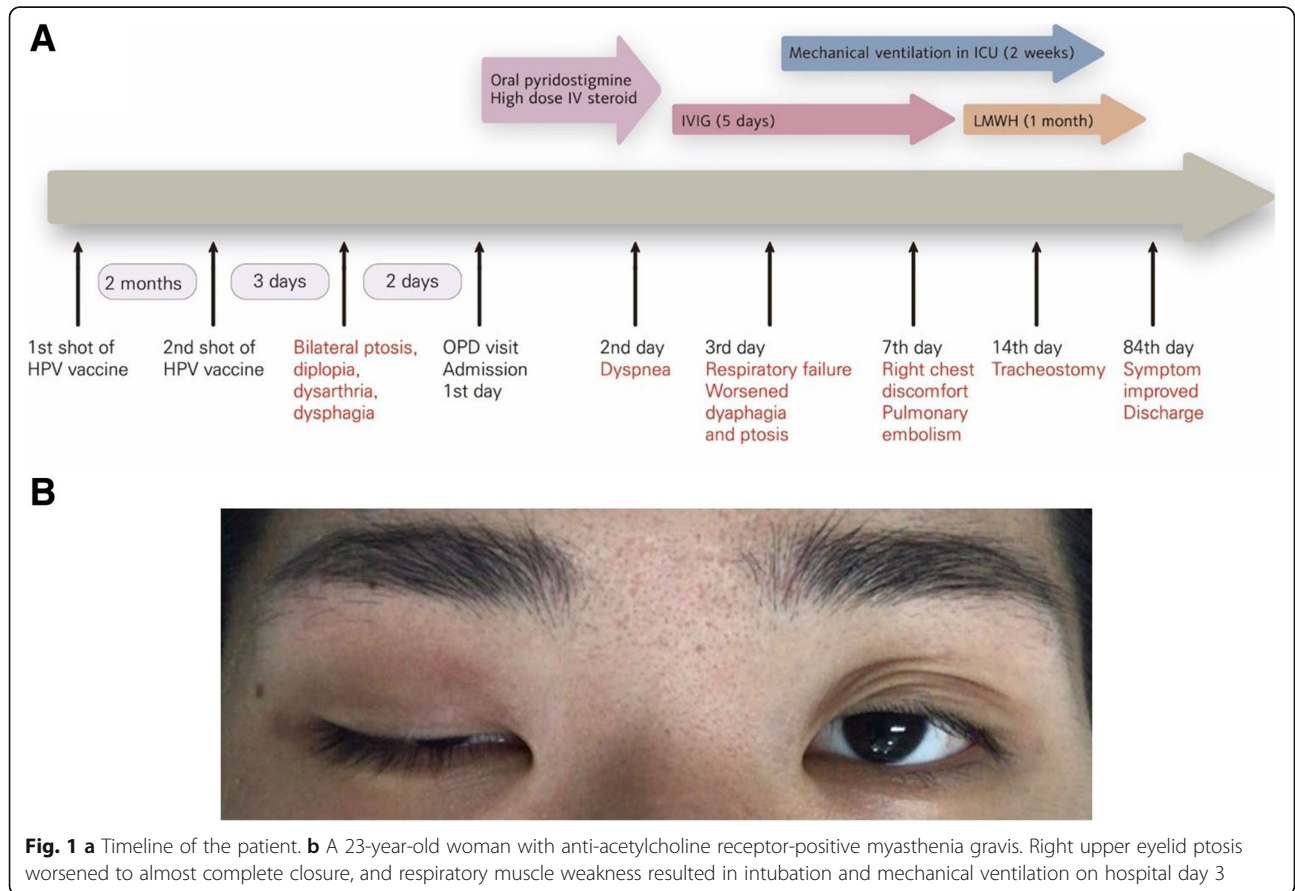 A
Mechanical ventilation in ICU (2 weeks)
Oral pyridostigmine
High dose IV steroid
IVIG (5 days)
LMWH (1 month)
2 months
3 days
2 days
1st shot of
HPV vaccine
2nd shot of
HPV vaccine
Bilateral ptosis,
diplopia,
dysarthria,
dysphagia
OPD visit
Admission
1st day
2nd day
Dyspnea
3rd day
Respiratory failure
Worsened
dyaphagia
and ptosis
7th day
Right chest
discomfort
Pulmonary
embolism
14th day
Tracheostomy
84th day
Symptom
improved
Discharge
B
Fig. 1 a Timeline of the patient. b A 23-year-old woman with anti-acetylcholine receptor-positive myasthenia gravis. Right upper eyelid ptosis
worsened to almost complete closure, and respiratory muscle weakness resulted in intubation and mechanical ventilation on hospital day 3